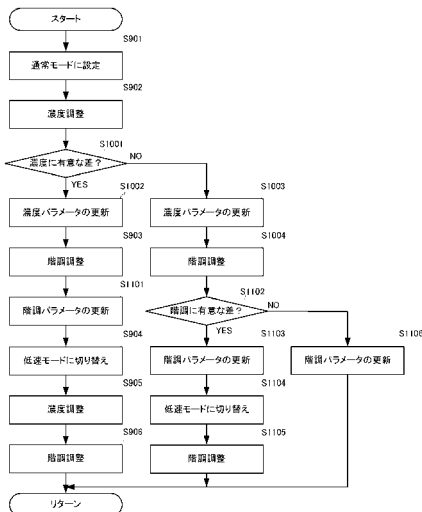 スタート
S901
通常モードに設定
S902
濃度調整
S1001
濃度に有意な差？
NO
YES
S1002
濃度パラメータの更新
S1003
濃度パラメータの更新
S903
階調調整
S1004
階調調整
S1101
階調パラメータの更新
S1102
階調に有意な差？
NO
YES
S904
低速モードに切り替え
S1103
階調パラメータの更新
S1106
階調パラメータの更新
S905
濃度調整
S1104
低速モードに切り替え
S906
階調調整
S1105
階調調整
リターン